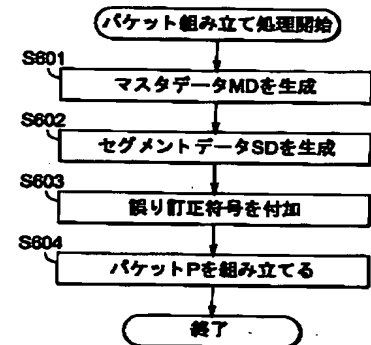 パケット組み立て処理開始
S601
マスタデータMDを生成
S602
セグメントデータSDを生成
S603
誤り訂正符号を付加
S604
パケットPを組み立てる
終了